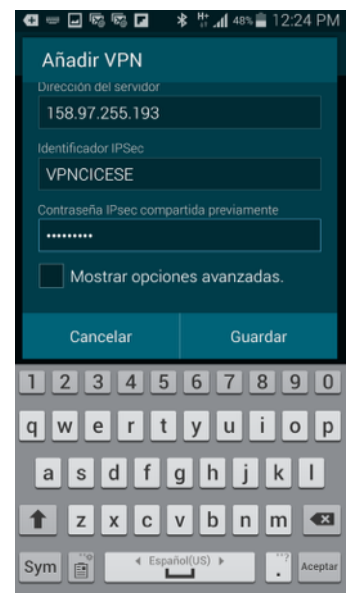 H+ 48% 12:24 PM
Añadir VPN
Dirección del servidor
158.97.255.193
Identificador IPSec
VPNCICESE
Contraseña IPsec compartida previamente
•••••••••
Mostrar opciones avanzadas.
Cancelar Guardar
1 2 3 4 5 6 7 8 9 0
q w e r t y u i o p
a s d f g h j k l
z x c v b n m
Sym Español(US) . ? Aceptar